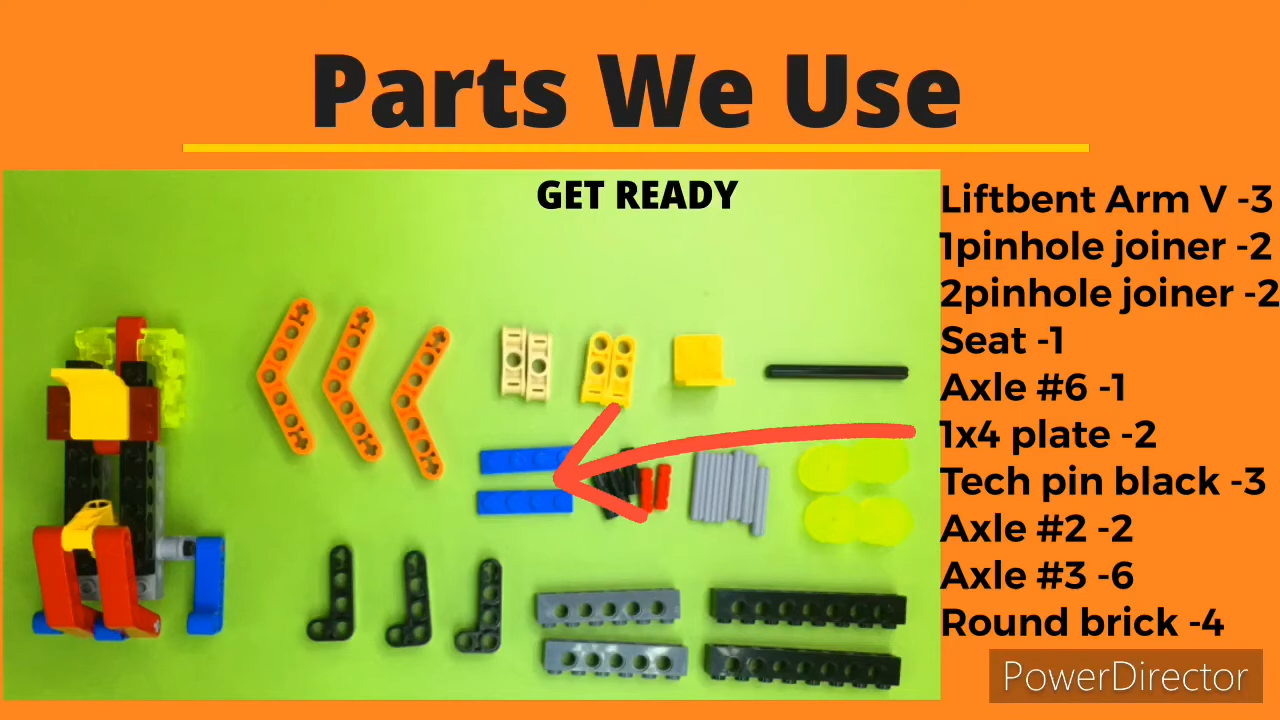 Parts We Use
GET READY
Liftbent Arm V -3
1pinhole joiner -2
2pinhole joiner -2
Seat -1
Axle #6 -1
1x4 plate -2
Tech pin black -3
Axle #2 -2
Axle #3 -6
Round brick -4
PowerDirector